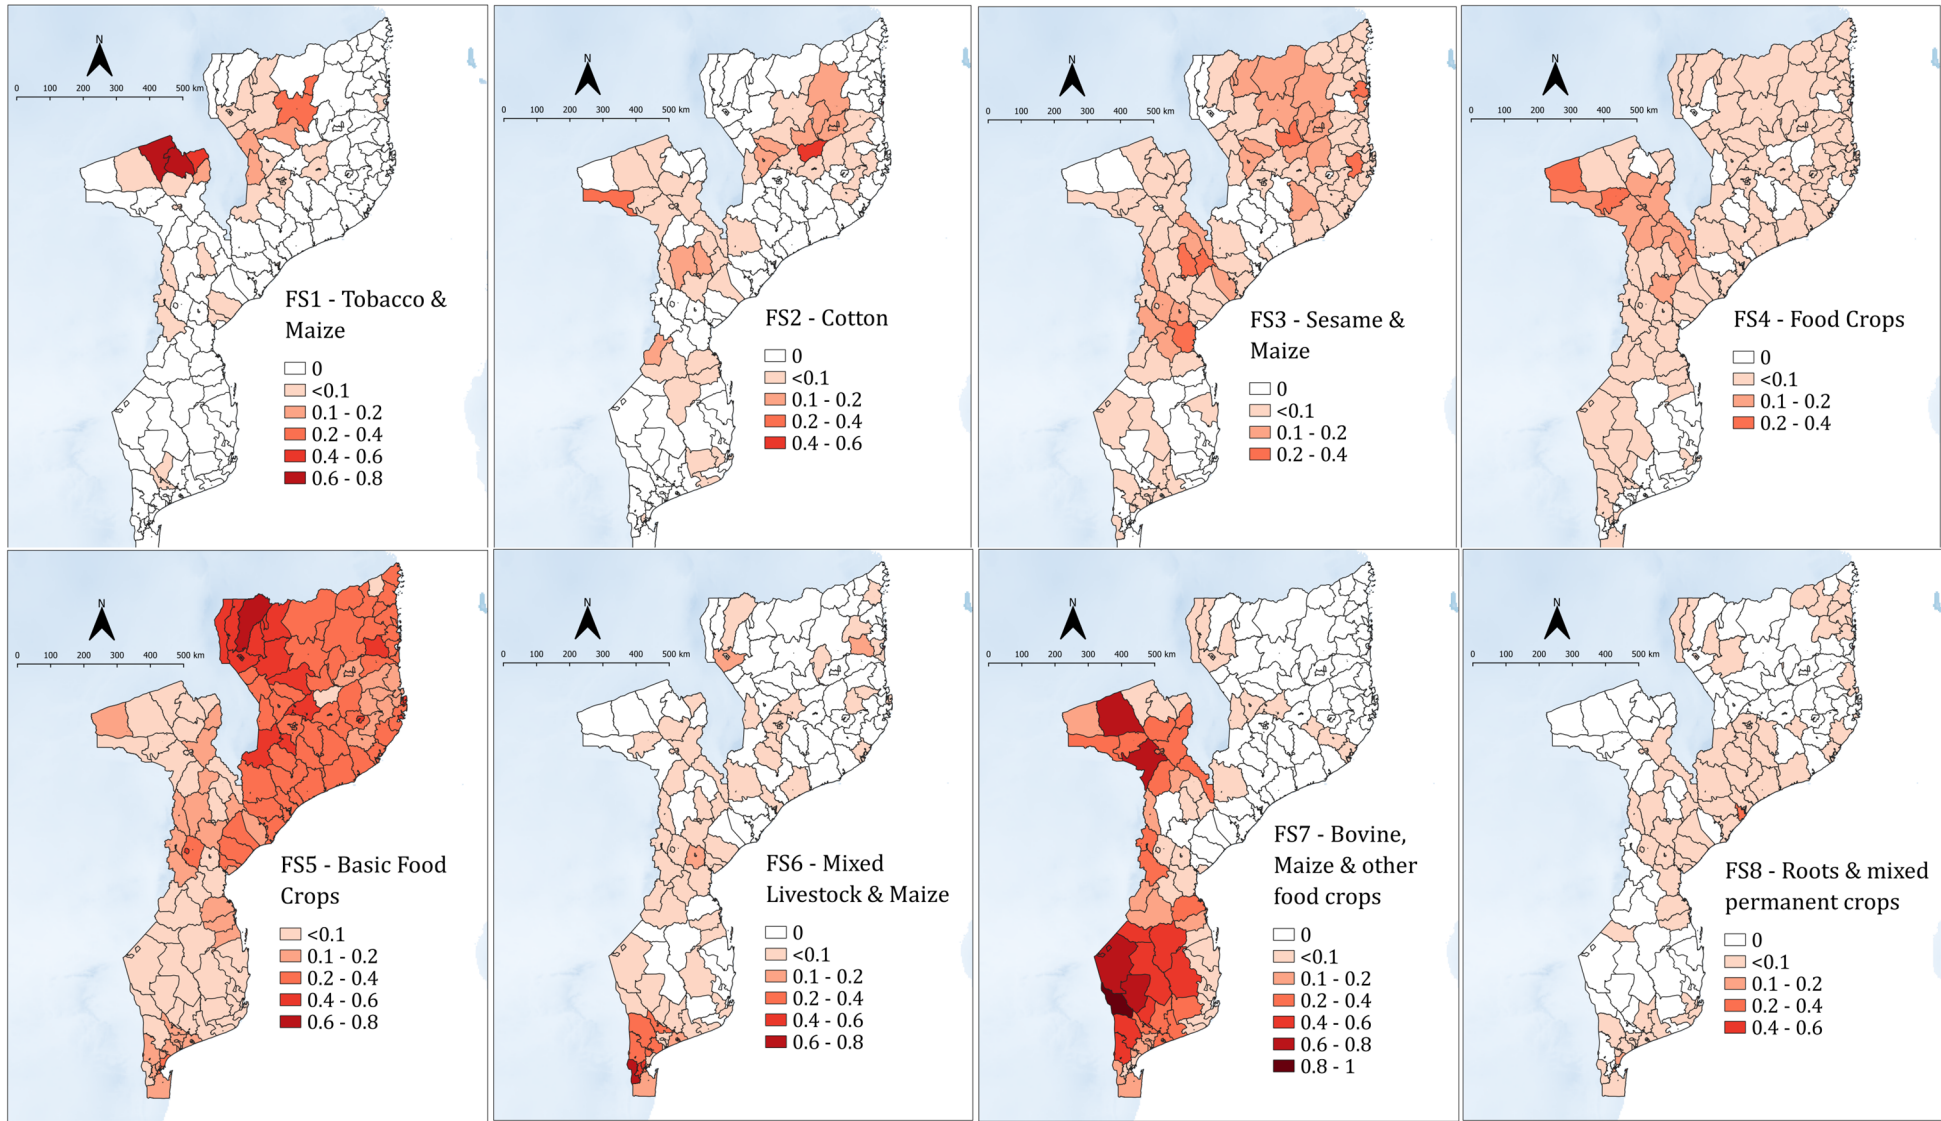 N
0 100 200 300 400 500 km
FS1 - Tobacco &
Maize
0
<0.1
0.1 - 0.2
0.2 - 0.4
0.4 - 0.6
0.6 - 0.8
N
0 100 200 300 400 500 km
FS2 - Cotton
0
<0.1
0.1 - 0.2
0.2 - 0.4
0.4 - 0.6
N
0 100 200 300 400 500 km
FS3 - Sesame &
Maize
0
<0.1
0.1 - 0.2
0.2 - 0.4
N
0 100 200 300 400 500 km
FS4 - Food Crops
0
<0.1
0.1 - 0.2
0.2 - 0.4
N
0 100 200 300 400 500 km
FS5 - Basic Food
Crops
<0.1
0.1 - 0.2
0.2 - 0.4
0.4 - 0.6
0.6 - 0.8
N
0 100 200 300 400 500 km
FS6 - Mixed
Livestock & Maize
0
<0.1
0.1 - 0.2
0.2 - 0.4
0.4 - 0.6
0.6 - 0.8
N
0 100 200 300 400 500 km
FS7 - Bovine,
Maize & other
food crops
0
<0.1
0.1 - 0.2
0.2 - 0.4
0.4 - 0.6
0.6 - 0.8
0.8 - 1
N
0 100 200 300 400 500 km
FS8 - Roots & mixed
permanent crops
0
<0.1
0.1 - 0.2
0.2 - 0.4
0.4 - 0.6